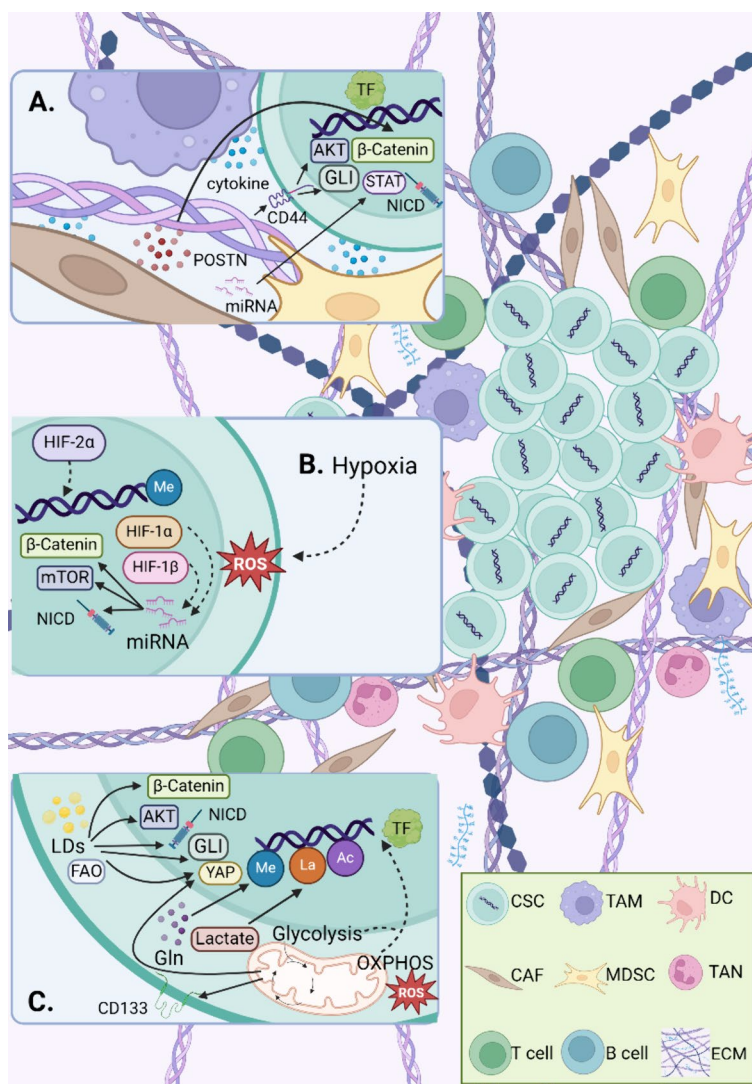 A.
TF
AKT
β-Catenin
cytokine
GLI
STAT
CD44
NICD
POSTN
miRNA
HIF-2α
B. Hypoxia
Me
HIF-1α
β-Catenin
HIF-1β
ROS
mTOR
NICD
miRNA
β-Catenin
AKT
NICD
LDs
GLI
TF
FAO
YAP
Me
La
Ac
Lactate
Glycolysis
Gln
OXPHOS
ROS
CD133
C.
CSC
TAM
DC
CAF
MDSC
TAN
T cell
B cell
ECM